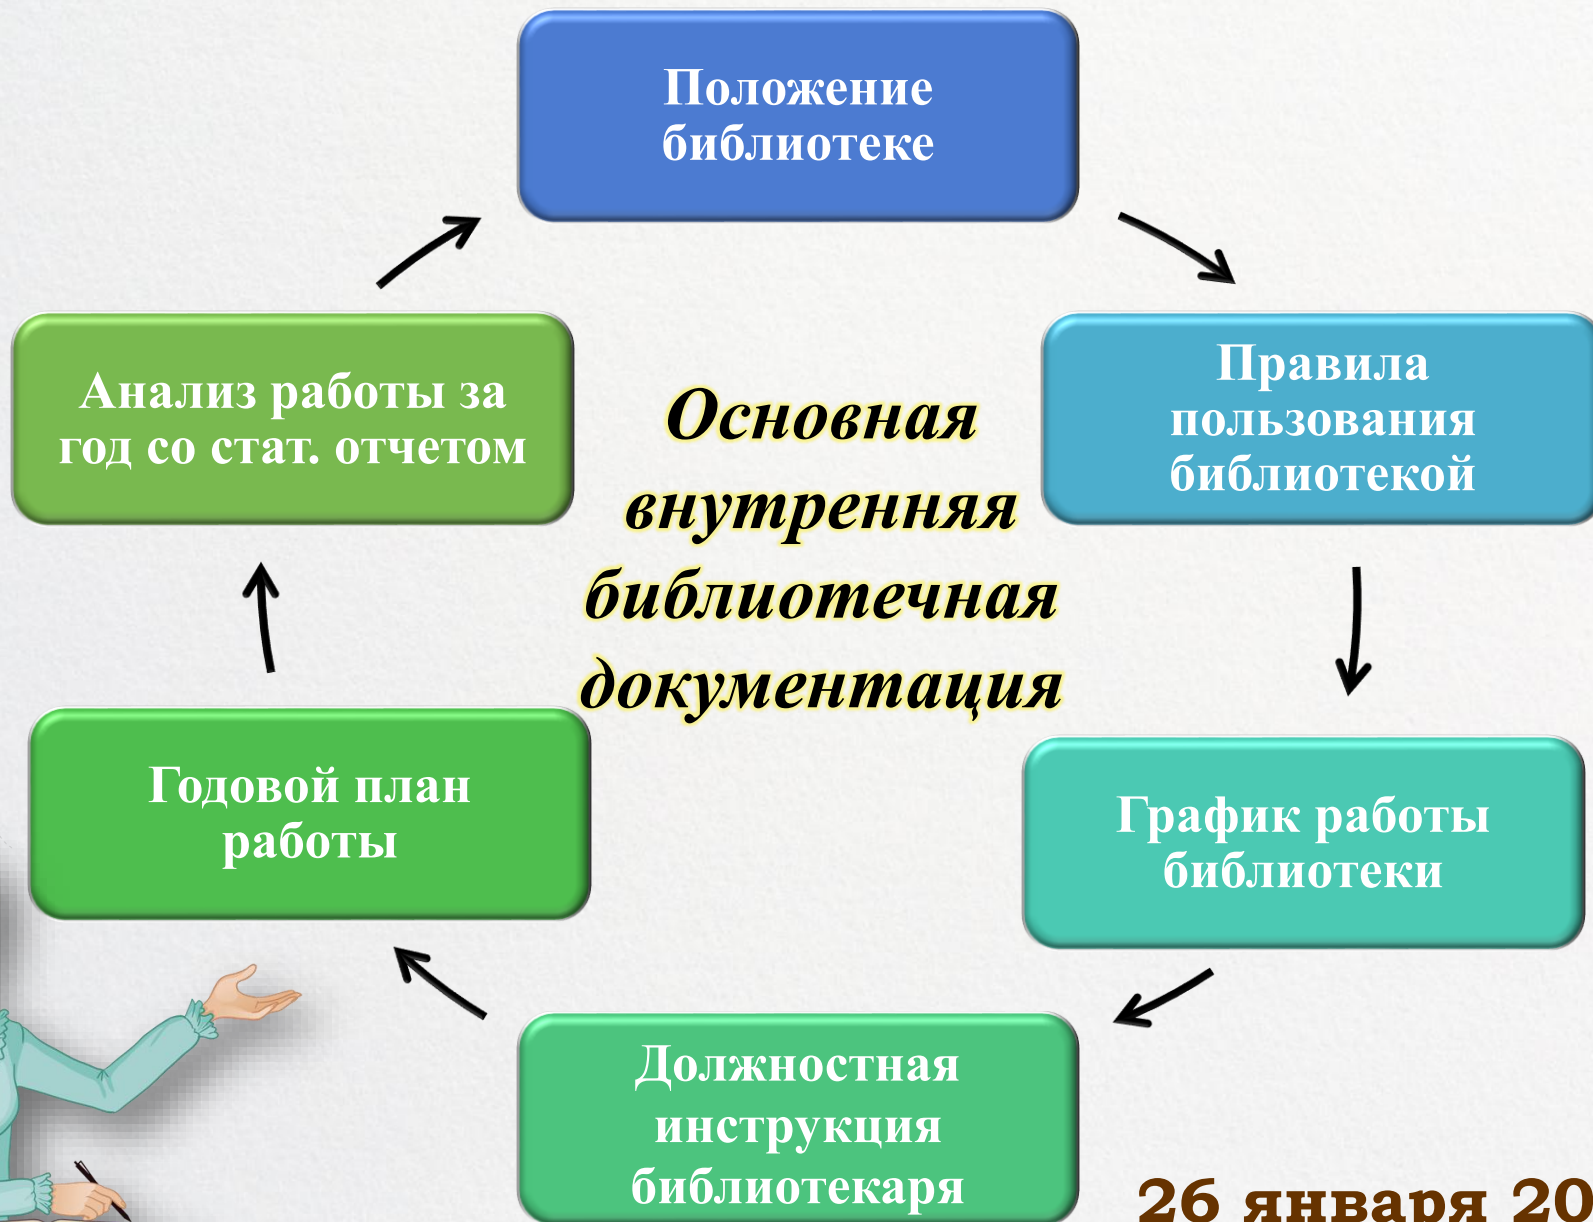 Положение
библиотеке
Правила
пользования
библиотекой
График работы
библиотеки
Должностная
инструкция
библиотекаря
Годовой план
работы
Анализ работы за
год со стат. отчетом
Основная
внутренняя
библиотечная
документация
26 января 20